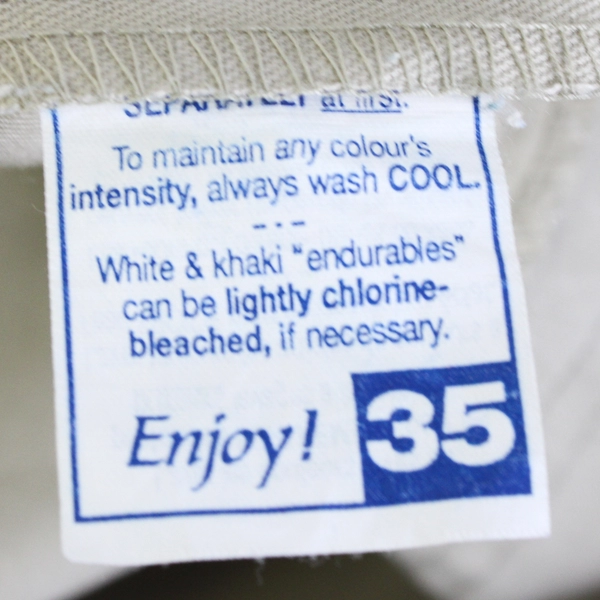 SEPARATELY at first.
To maintain any colour's
intensity, always wash COOL.
White & khaki "endurables"
can be lightly chlorine-
bleached, if necessary.
Enjoy! 35